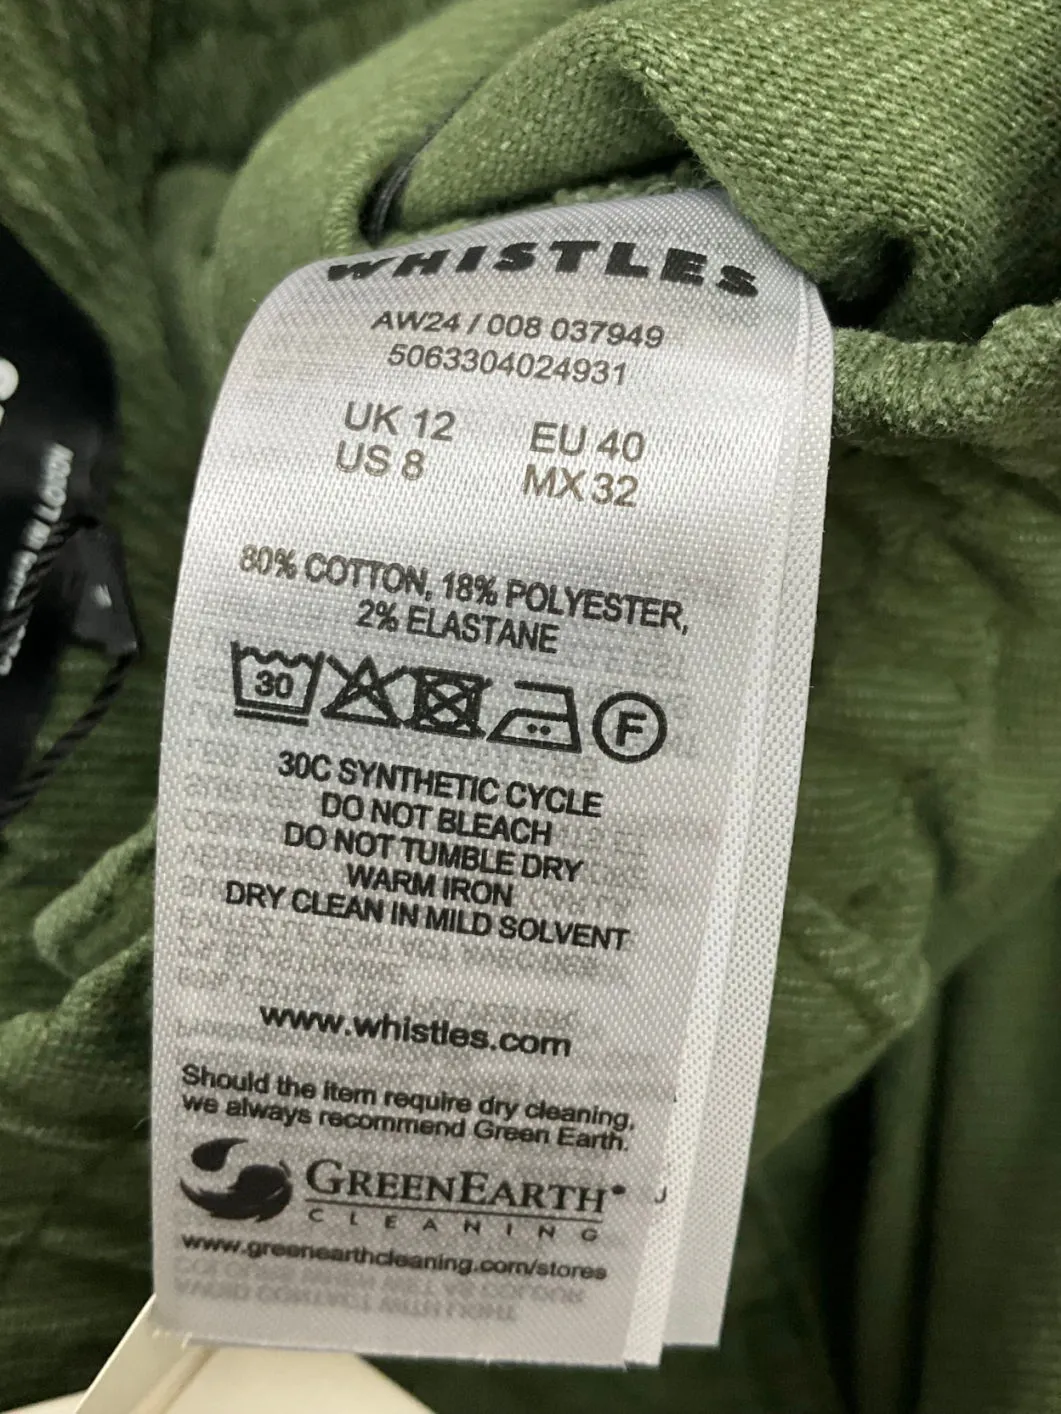 WHISTLES
AW24 / 008 037949
5063304024931
UK 12 EU 40
US 8 MX 32
80% COTTON, 18% POLYESTER,
2% ELASTANE
30
F
30C SYNTHETIC CYCLE
DO NOT BLEACH
DO NOT TUMBLE DRY
WARM IRON
DRY CLEAN IN MILD SOLVENT
www.whistles.com
Should the item require dry cleaning,
we always recommend Green Earth.
GREENEARTH
CLEANING
www.greenearthcleaning.com/stores
J